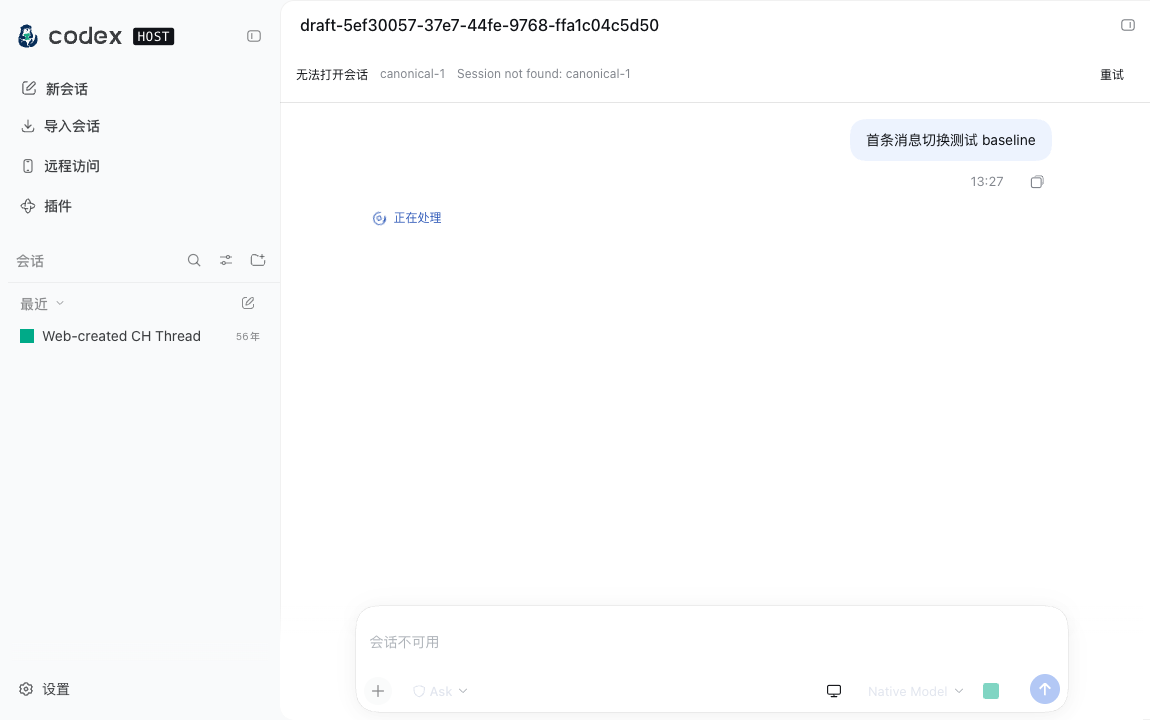 codex HOST
新会话
导入会话
远程访问
插件
会话
最近
Web-created CH Thread 56年
设置
draft-5ef30057-37e7-44fe-9768-ffa1c04c5d50
无法打开会话 canonical-1 Session not found: canonical-1 重试
首条消息切换测试 baseline
13:27
正在处理
会话不可用
Ask Native Model